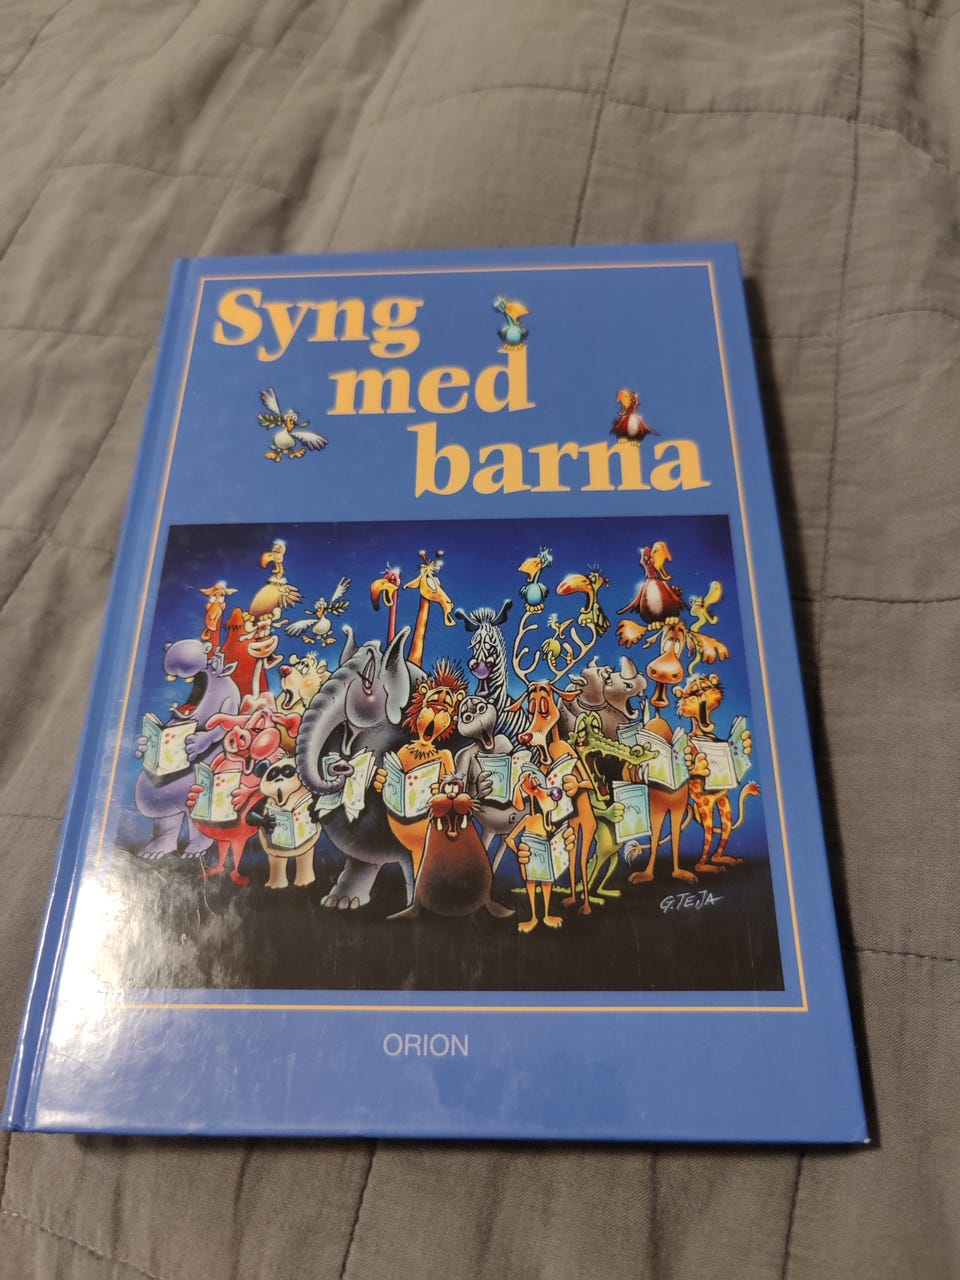 Syng
med
barna
G.TEJA
ORION